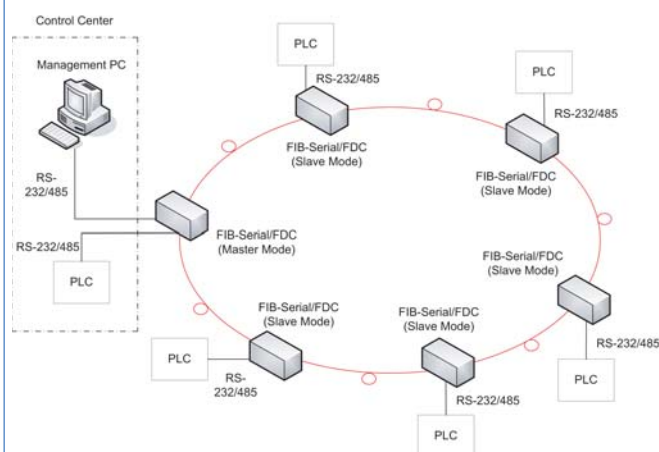 Control Center
Management PC
RS-
232/485
RS-232/485
PLC
FIB-Serial/FDC
(Master Mode)
PLC
RS-232/485
FIB-Serial/FDC
(Slave Mode)
PLC
RS-232/485
FIB-Serial/FDC
(Slave Mode)
FIB-Serial/FDC
(Slave Mode)
RS-232/485
PLC
FIB-Serial/FDC
(Slave Mode)
RS-232/485
PLC
FIB-Serial/FDC
(Slave Mode)
PLC
RS-
232/485